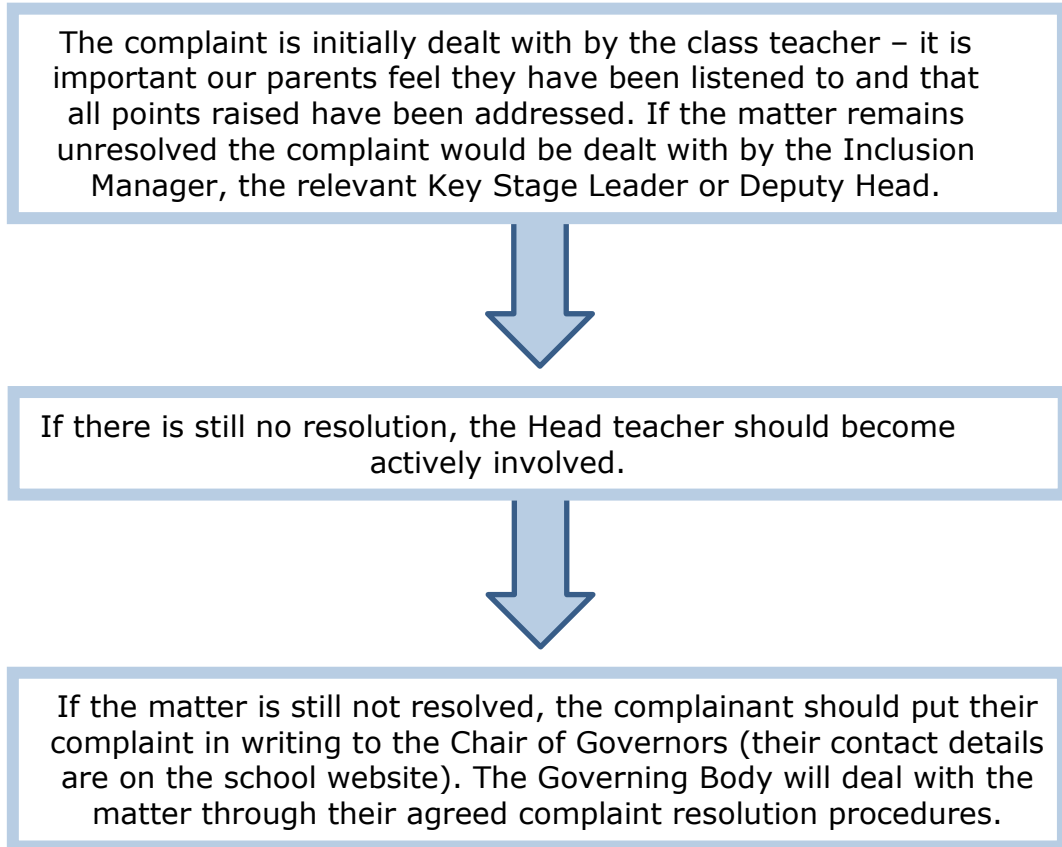 The complaint is initially dealt with by the class teacher – it is
important our parents feel they have been listened to and that
all points raised have been addressed. If the matter remains
unresolved the complaint would be dealt with by the Inclusion
Manager, the relevant Key Stage Leader or Deputy Head.
If there is still no resolution, the Head teacher should become
actively involved.
If the matter is still not resolved, the complainant should put their
complaint in writing to the Chair of Governors (their contact details
are on the school website). The Governing Body will deal with the
matter through their agreed complaint resolution procedures.